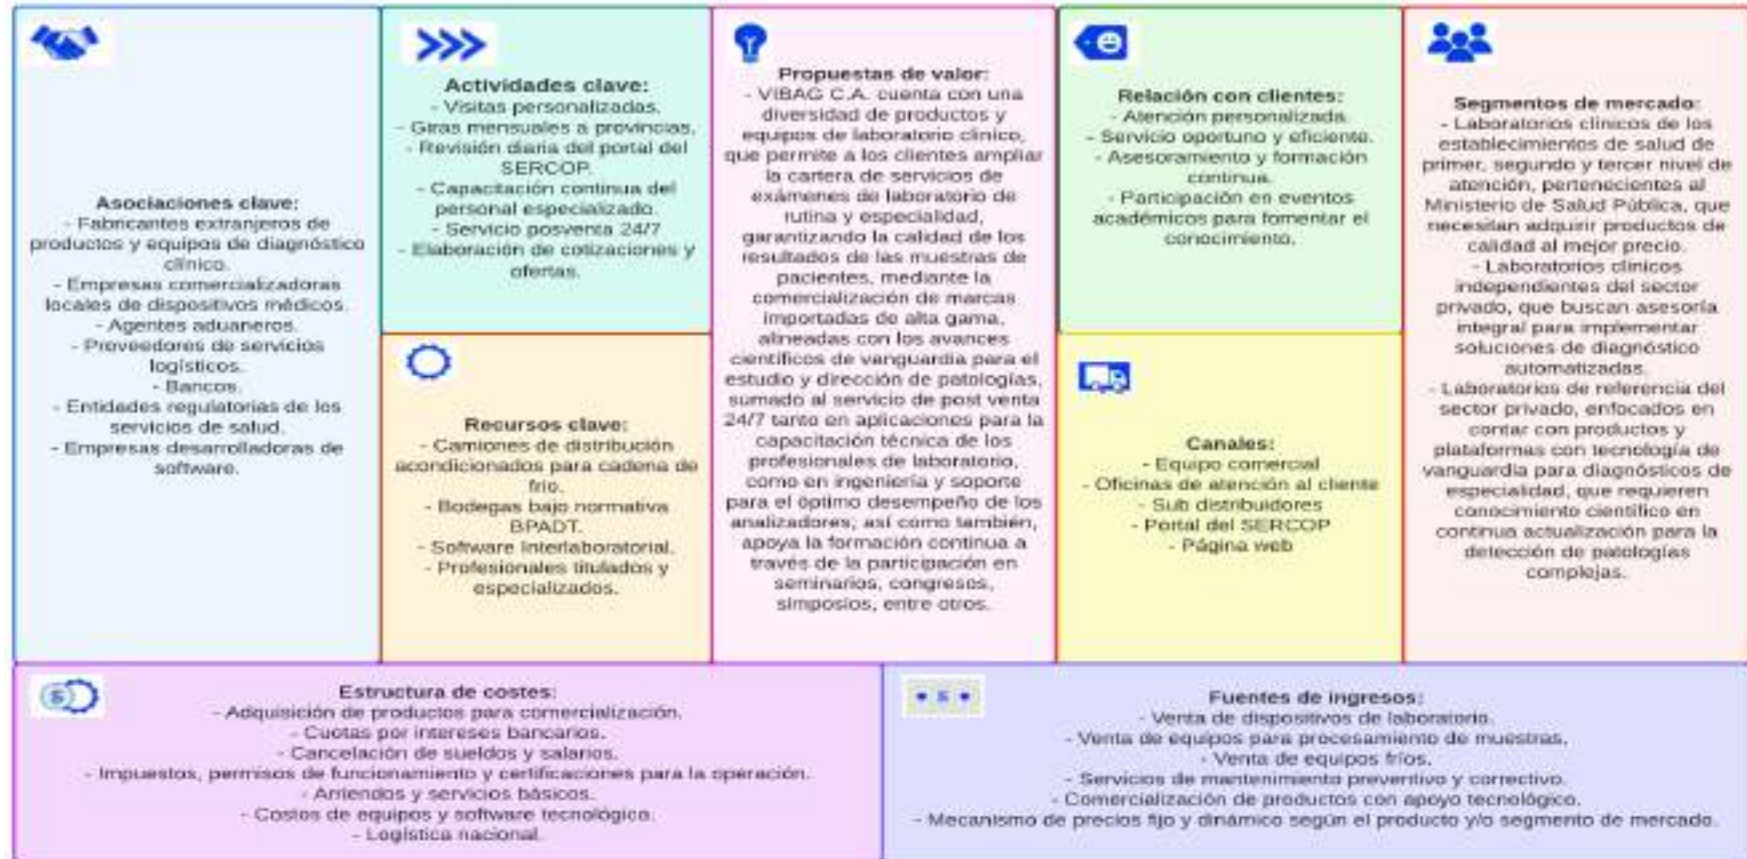 Asociaciones clave:
- Fabricantes extranjeros de
productos y equipos de diagnóstico
clínico.
- Empresas comercializadoras
locales de dispositivos médicos.
- Agentes aduaneros.
- Proveedores de servicios
logísticos.
- Bancos.
- Entidades regulatorias de los
servicios de salud.
- Empresas desarrolladoras de
software.
Actividades clave:
- Visitas personalizadas.
- Giras mensuales a provincias.
- Revisión diaria del portal del
SERCOP.
- Capacitación continua del
personal especializado.
- Servicio posventa 24/7
- Elaboración de cotizaciones y
ofertas.
Recursos clave:
- Camiones de distribución
acondicionados para cadena de
frío.
- Bodegas bajo normativa
BPADT.
- Software Interlaboratorial.
- Profesionales titulados y
especializados.
Propuestas de valor:
- VIBAG C.A. cuenta con una
diversidad de productos y
equipos de laboratorio clínico,
que permite a los clientes ampliar
la cartera de servicios de
exámenes de laboratorio de
rutina y especialidad,
garantizando la calidad de los
resultados de las muestras de
pacientes, mediante la
comercialización de marcas
importadas de alta gama,
alineadas con los avances
científicos de vanguardia para el
estudio y dirección de patologías,
sumado al servicio de post venta
24/7 tanto en aplicaciones para la
capacitación técnica de los
profesionales de laboratorio,
como en ingeniería y soporte
para el óptimo desempeño de los
analizadores; así como también,
apoya la formación continua a
través de la participación en
seminarios, congresos,
simposios, entre otros.
Relación con clientes:
- Atención personalizada
- Servicio oportuno y eficiente.
- Asesoramiento y formación
continua.
- Participación en eventos
académicos para fomentar el
conocimiento.
Canales:
- Equipo comercial
- Oficinas de atención al cliente
- Sub distribuidores
- Portal del SERCOP
- Página web
Segmentos de mercado:
- Laboratorios clínicos de los
establecimientos de salud de
primer, segundo y tercer nivel de
atención, pertenecientes al
Ministerio de Salud Pública, que
necesitan adquirir productos de
calidad al mejor precio.
- Laboratorios clínicos
independientes del sector
privado, que buscan asesoría
integral para implementar
soluciones de diagnóstico
automatizadas.
- Laboratorios de referencia del
sector privado, enfocados en
contar con productos y
plataformas con tecnología de
vanguardia para diagnósticos de
especialidad, que requieren
conocimiento científico en
continua actualización para la
detección de patologías
complejas.
Estructura de costes:
- Adquisición de productos para comercialización.
- Cuotas por intereses bancarios.
- Cancelación de sueldos y salarios.
- Impuestos, permisos de funcionamiento y certificaciones para la operación.
- Arriendos y servicios básicos.
- Costos de equipos y software tecnológico.
- Logística nacional.
Fuentes de ingresos:
- Venta de dispositivos de laboratorio.
- Venta de equipos para procesamiento de muestras.
- Venta de equipos fríos.
- Servicios de mantenimiento preventivo y correctivo.
- Comercialización de productos con apoyo tecnológico.
- Mecanismo de precios fijo y dinámico según el producto y/o segmento de mercado.